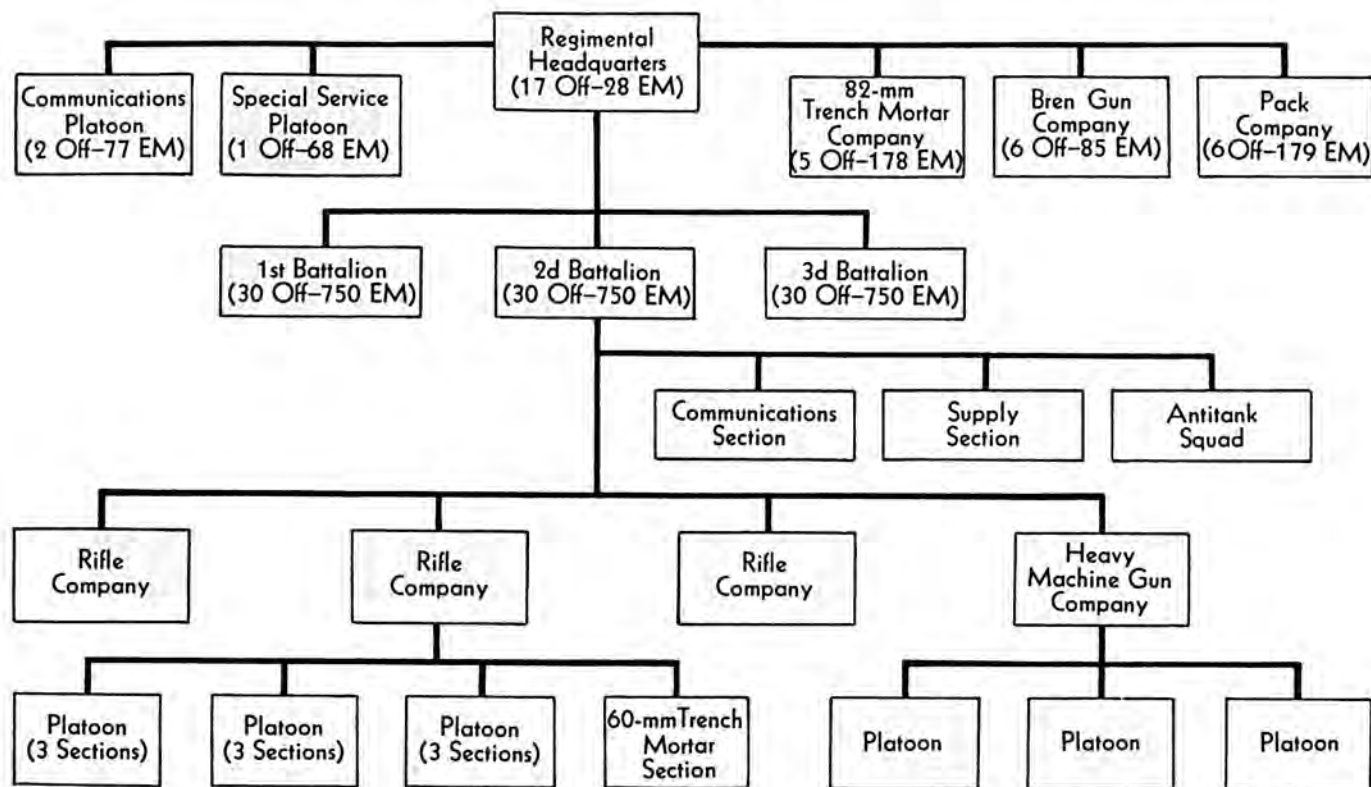 Regimental
Headquarters
(17 Off–28 EM)
Communications
Platoon
(2 Off–77 EM)
Special Service
Platoon
(1 Off–68 EM)
82-mm
Trench Mortar
Company
(5 Off–178 EM)
Bren Gun
Company
(6 Off–85 EM)
Pack
Company
(6 Off–179 EM)
1st Battalion
(30 Off–750 EM)
2d Battalion
(30 Off–750 EM)
3d Battalion
(30 Off–750 EM)
Communications
Section
Supply
Section
Antitank
Squad
Rifle
Company
Rifle
Company
Rifle
Company
Heavy
Machine Gun
Company
Platoon
(3 Sections)
Platoon
(3 Sections)
Platoon
(3 Sections)
60-mm Trench
Mortar
Section
Platoon
Platoon
Platoon